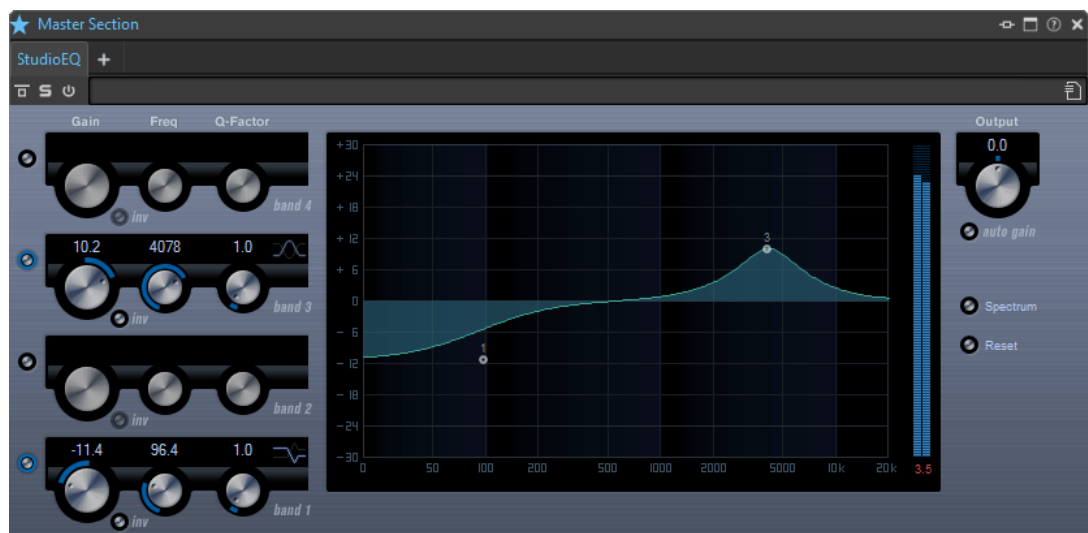 Master Section
StudioEQ +
S
Gain Freq Q-Factor
inv band 4
10.2 4078 1.0
inv band 3
inv band 2
-11.4 96.4 1.0
inv band 1
+30
+24
+18
+12
+ 6
0
- 6
- 12
- 18
-24
-30
3
1
0 50 100 200 500 1000 2000 5000 10k 20k
3.5
Output
0.0
auto gain
Spectrum
Reset